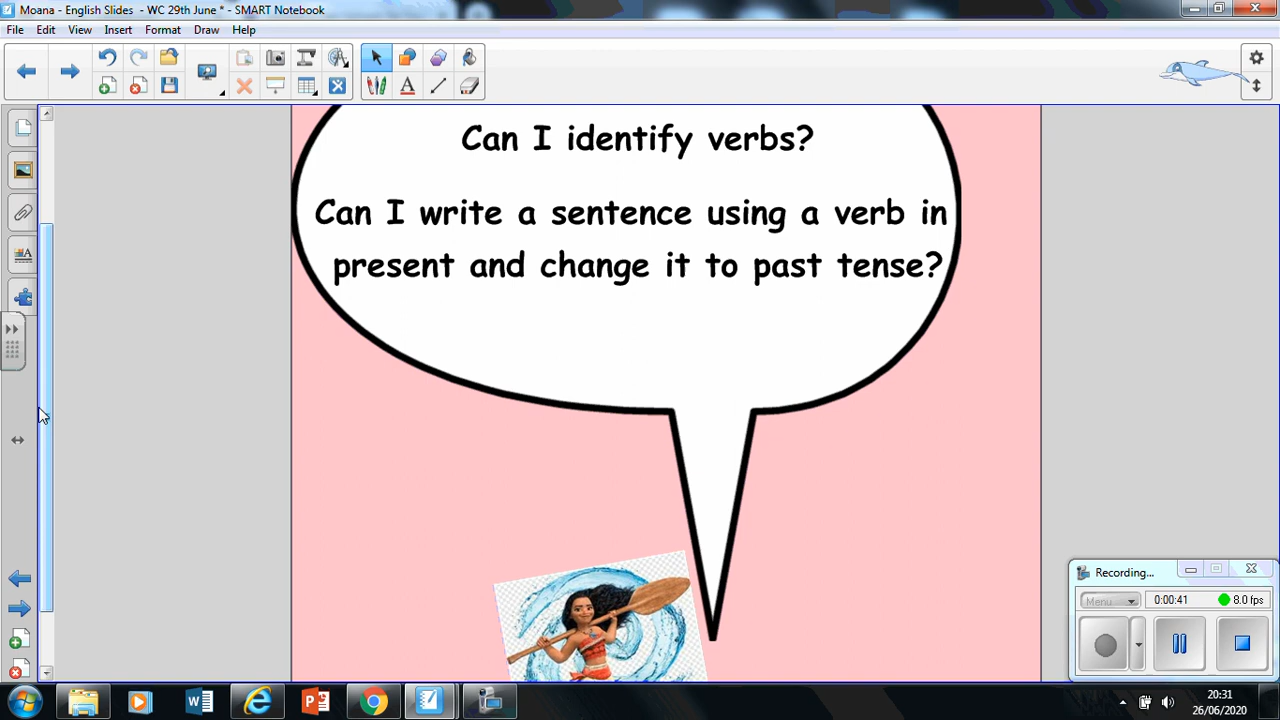 Moana - English Slides - WC 29th June * - SMART Notebook
File Edit View Insert Format Draw Help
Can I identify verbs?
Can I write a sentence using a verb in
present and change it to past tense?
Recording...
Menu 0:00:41 8.0 fps
20:31
26/06/2020